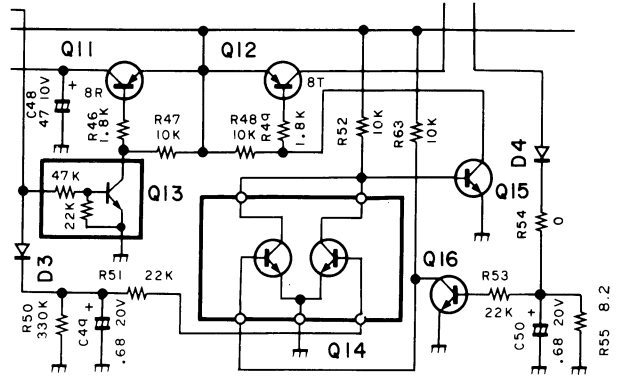 Q11
Q12
8R
8T
C48
47 10V
+
R46
1.8K
R47
10K
R48
10K
R49
1.8K
R52
10K
R63
10K
D4
47K
22K
Q13
Q15
R54
0
D3
R51
22K
Q16
R53
22K
R50
330K
C49
+
.68 20V
Q14
C50
+
.68 20V
R55 8.2